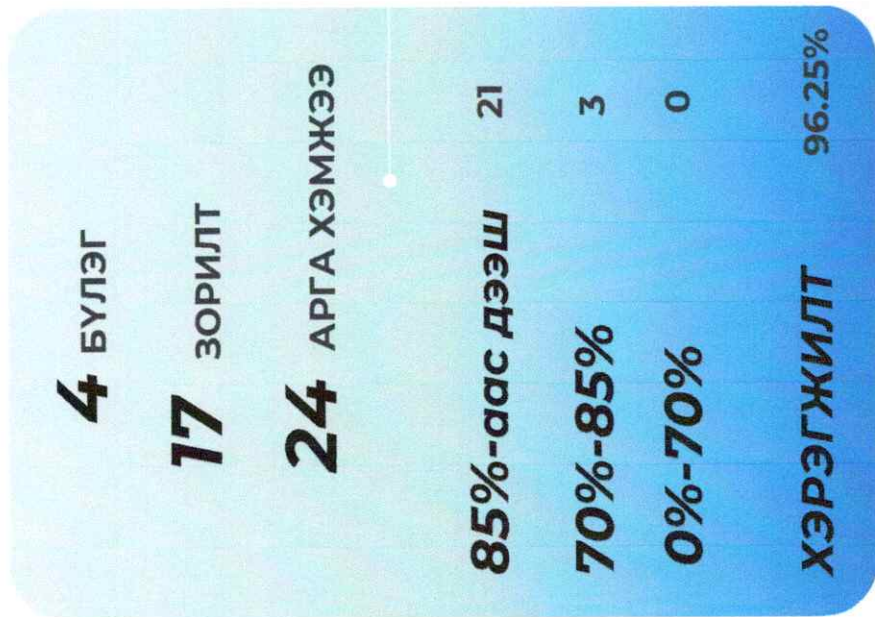 4 БҮЛЭГ
17 ЗОРИЛТ
24 АРГА ХЭМЖЭЭ
85%-аас дээш 21
70%-85% 3
0%-70% 0
ХЭРЭГЖИЛТ 96.25%